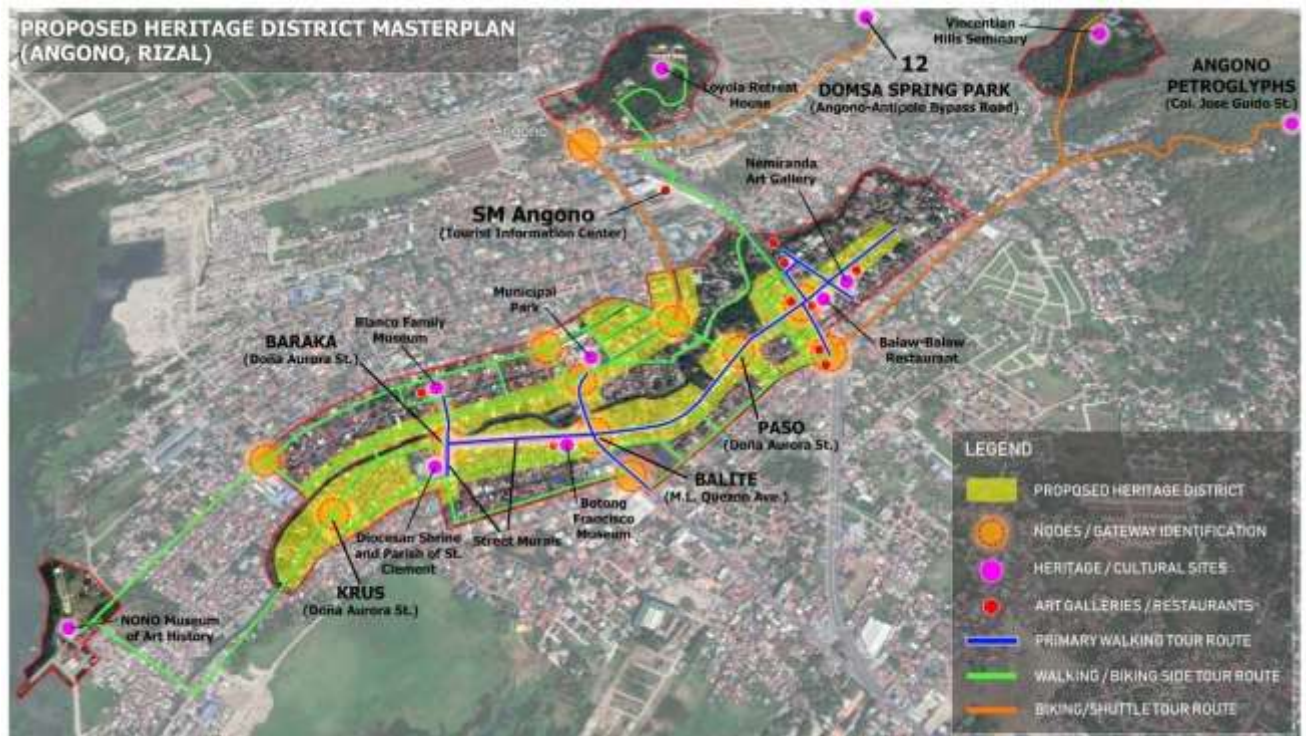 PROPOSED HERITAGE DISTRICT MASTERPLAN
(ANGONO, RIZAL)
Vincentian
Hills Seminary
12
DOMSA SPRING PARK
(Angono-Antipolo Bypass Road)
ANGONO
PETROGLYPHS
(Col. Jose Guido St.)
Loyola Retreat
House
Angono
Nemiranda
Art Gallery
SM Angono
(Tourist Information Center)
Municipal
Park
Blanco Family
Museum
BARAKA
(Doña Aurora St.)
Balaw-Balaw
Restaurant
PASO
(Doña Aurora St.)
BALITE
(M.L. Quezon Ave.)
Botong
Francisco
Museum
Street Murals
Diocesan Shrine
and Parish of St.
Clement
KRUS
(Doña Aurora St.)
NONO Museum
of Art History
LEGEND
PROPOSED HERITAGE DISTRICT
NODES / GATEWAY IDENTIFICATION
HERITAGE / CULTURAL SITES
ART GALLERIES / RESTAURANTS
PRIMARY WALKING TOUR ROUTE
WALKING / BIKING SIDE TOUR ROUTE
BIKING/SHUTTLE TOUR ROUTE